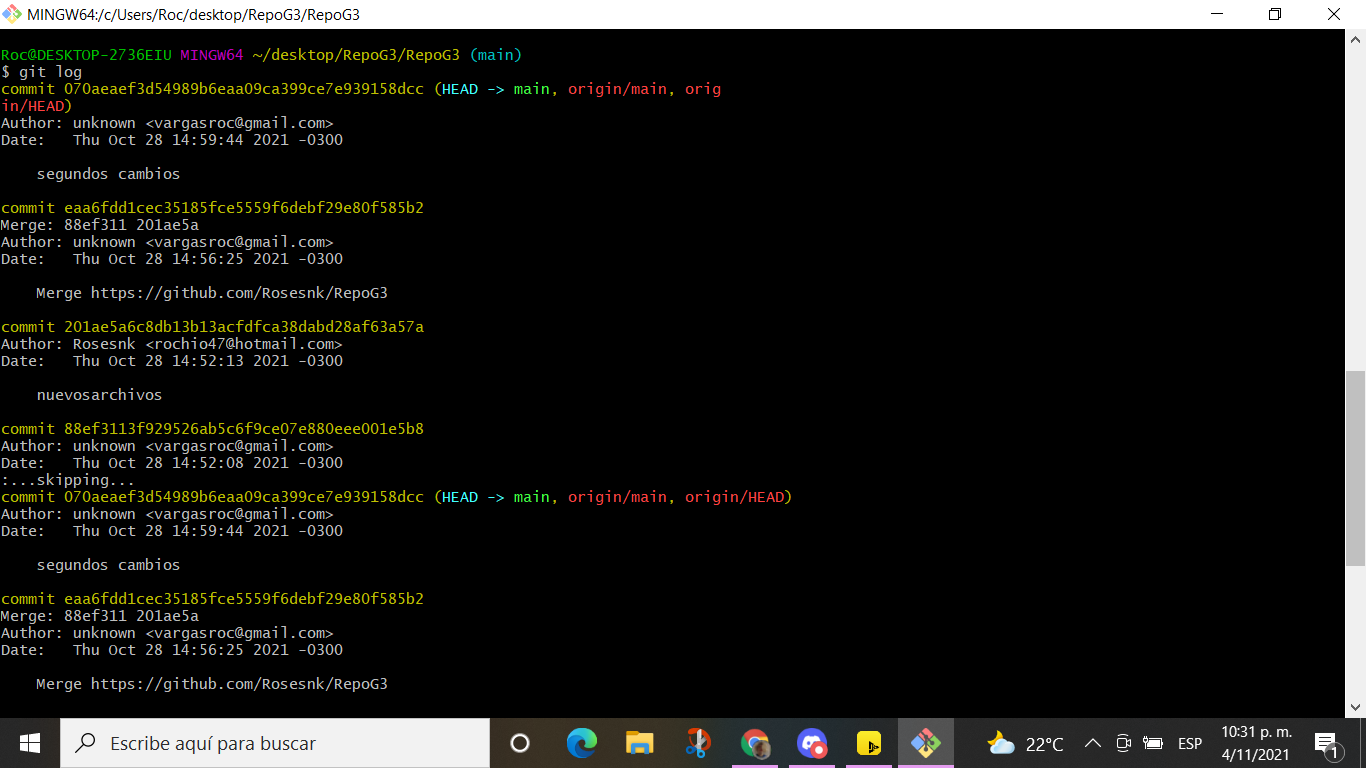 MINGW64:/c/Users/Roc/desktop/RepoG3/RepoG3
Roc@DESKTOP-2736EIU MINGW64 ~/desktop/RepoG3/RepoG3 (main)
$ git log
commit 070aeaef3d54989b6eaa09ca399ce7e939158dcc (HEAD -> main, origin/main, orig
in/HEAD)
Author: unknown <vargasroc@gmail.com>
Date:   Thu Oct 28 14:59:44 2021 -0300
    segundos cambios
commit eaa6fdd1cec35185fce5559f6debf29e80f585b2
Merge: 88ef311 201ae5a
Author: unknown <vargasroc@gmail.com>
Date:   Thu Oct 28 14:56:25 2021 -0300
    Merge https://github.com/Rosesnk/RepoG3
commit 201ae5a6c8db13b13acfdfca38dabd28af63a57a
Author: Rosesnk <rochio47@hotmail.com>
Date:   Thu Oct 28 14:52:13 2021 -0300
    nuevosarchivos
commit 88ef3113f929526ab5c6f9ce07e880eee001e5b8
Author: unknown <vargasroc@gmail.com>
Date:   Thu Oct 28 14:52:08 2021 -0300
:...skipping...
commit 070aeaef3d54989b6eaa09ca399ce7e939158dcc (HEAD -> main, origin/main, origin/HEAD)
Author: unknown <vargasroc@gmail.com>
Date:   Thu Oct 28 14:59:44 2021 -0300
    segundos cambios
commit eaa6fdd1cec35185fce5559f6debf29e80f585b2
Merge: 88ef311 201ae5a
Author: unknown <vargasroc@gmail.com>
Date:   Thu Oct 28 14:56:25 2021 -0300
    Merge https://github.com/Rosesnk/RepoG3
Escribe aquí para buscar
22°C
ESP
10:31 p. m.
4/11/2021
1